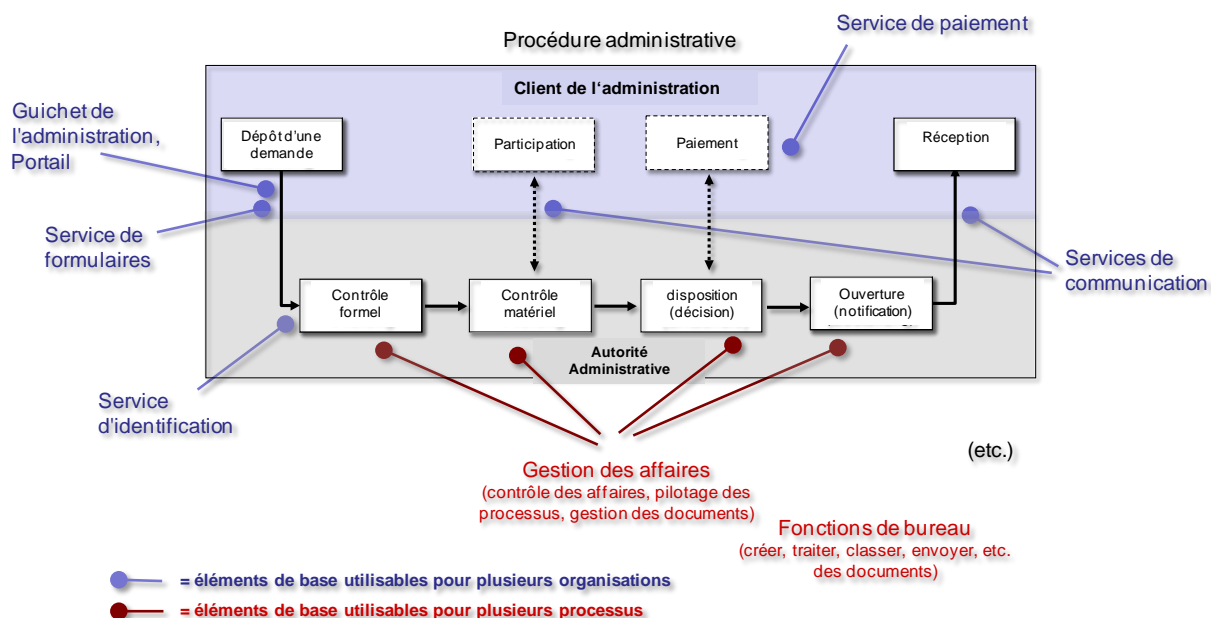 Service de paiement
Procédure administrative
Client de l'administration
Guichet de
l'administration,
Portail
Dépôt d'une
demande
Participation
Paiement
Réception
Service de
formulaires
Services de
communication
Contrôle
formel
Contrôle
matériel
disposition
(décision)
Ouverture
(notification)
Autorité
Administrative
Service
d'identification
(etc.)
Gestion des affaires
(contrôle des affaires, pilotage des
processus, gestion des documents)
Fonctions de bureau
(créer, traiter, classer, envoyer, etc.
des documents)
= éléments de base utilisables pour plusieurs organisations
= éléments de base utilisables pour plusieurs processus